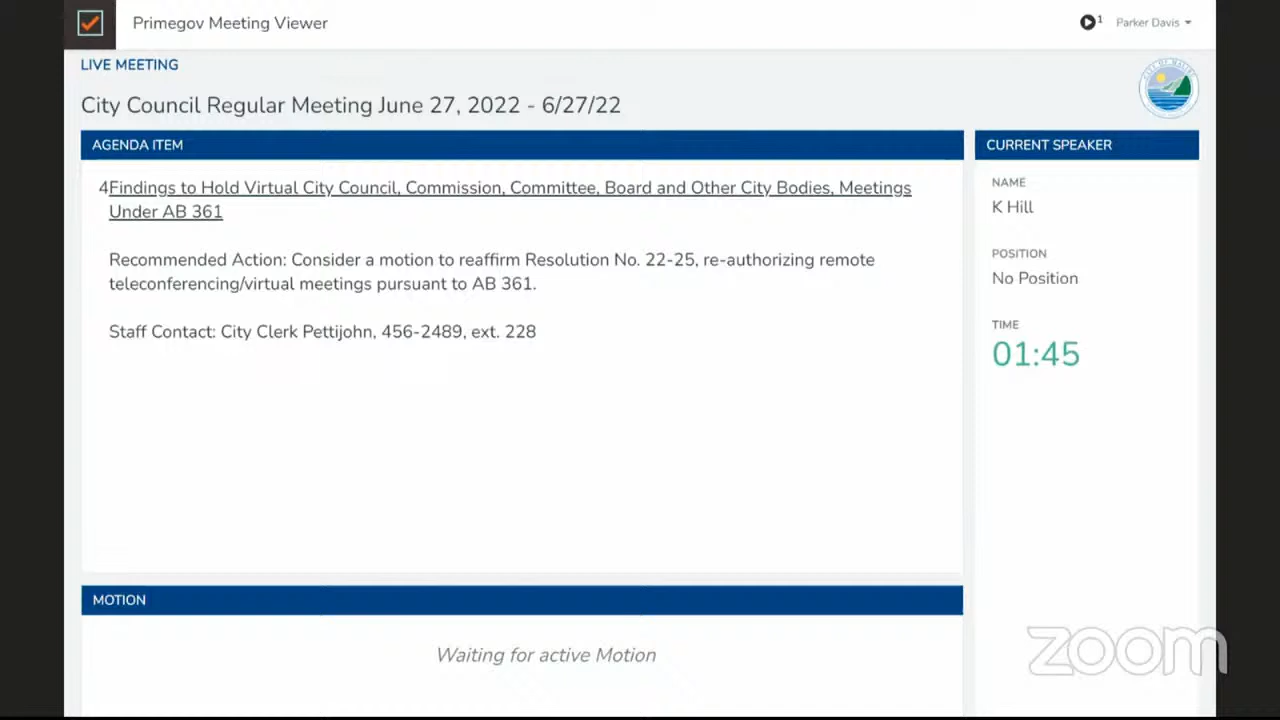 Primegov Meeting Viewer
1 Parker Davis
LIVE MEETING
City Council Regular Meeting June 27, 2022 - 6/27/22
AGENDA ITEM
4Findings to Hold Virtual City Council, Commission, Committee, Board and Other City Bodies, Meetings
Under AB 361
Recommended Action: Consider a motion to reaffirm Resolution No. 22-25, re-authorizing remote
teleconferencing/virtual meetings pursuant to AB 361.
Staff Contact: City Clerk Pettijohn, 456-2489, ext. 228
MOTION
Waiting for active Motion
CURRENT SPEAKER
NAME
K Hill
POSITION
No Position
TIME
01:45
CITY OF MALIBU
zoom